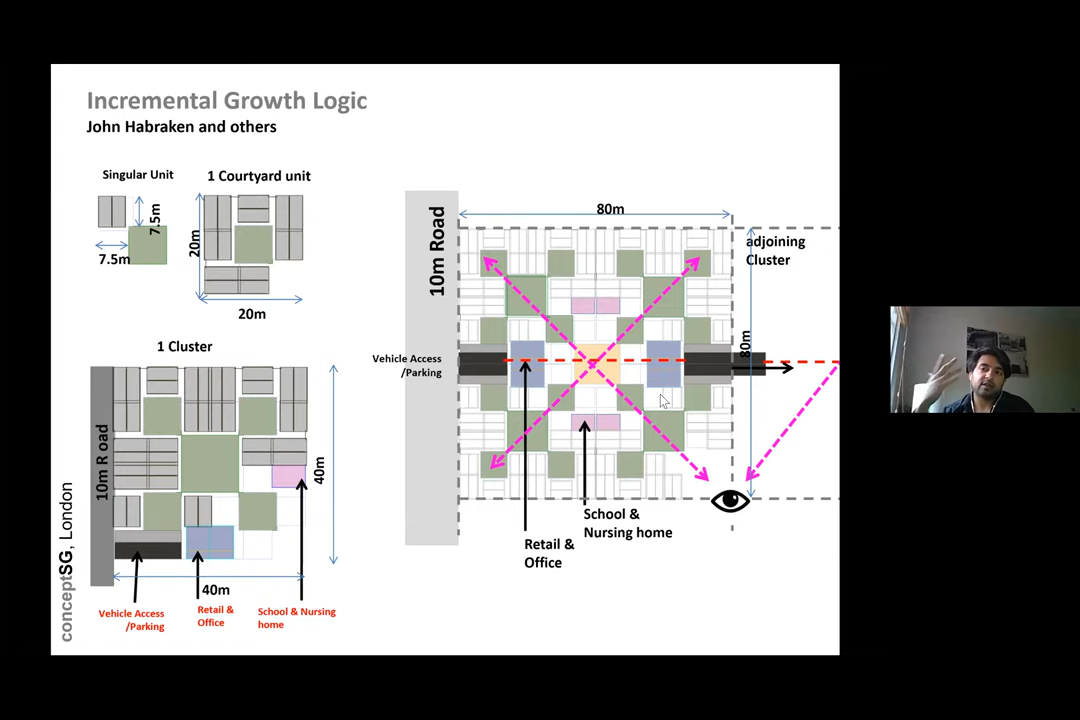 Incremental Growth Logic
John Habraken and others
Singular Unit
1 Courtyard unit
7.5m
7.5m
20m
20m
1 Cluster
10m R oad
40m
40m
Vehicle Access
/Parking
Retail &
Office
School & Nursing
home
conceptSG, London
10m Road
80m
adjoining
Cluster
80m
Vehicle Access
/Parking
School &
Nursing home
Retail &
Office